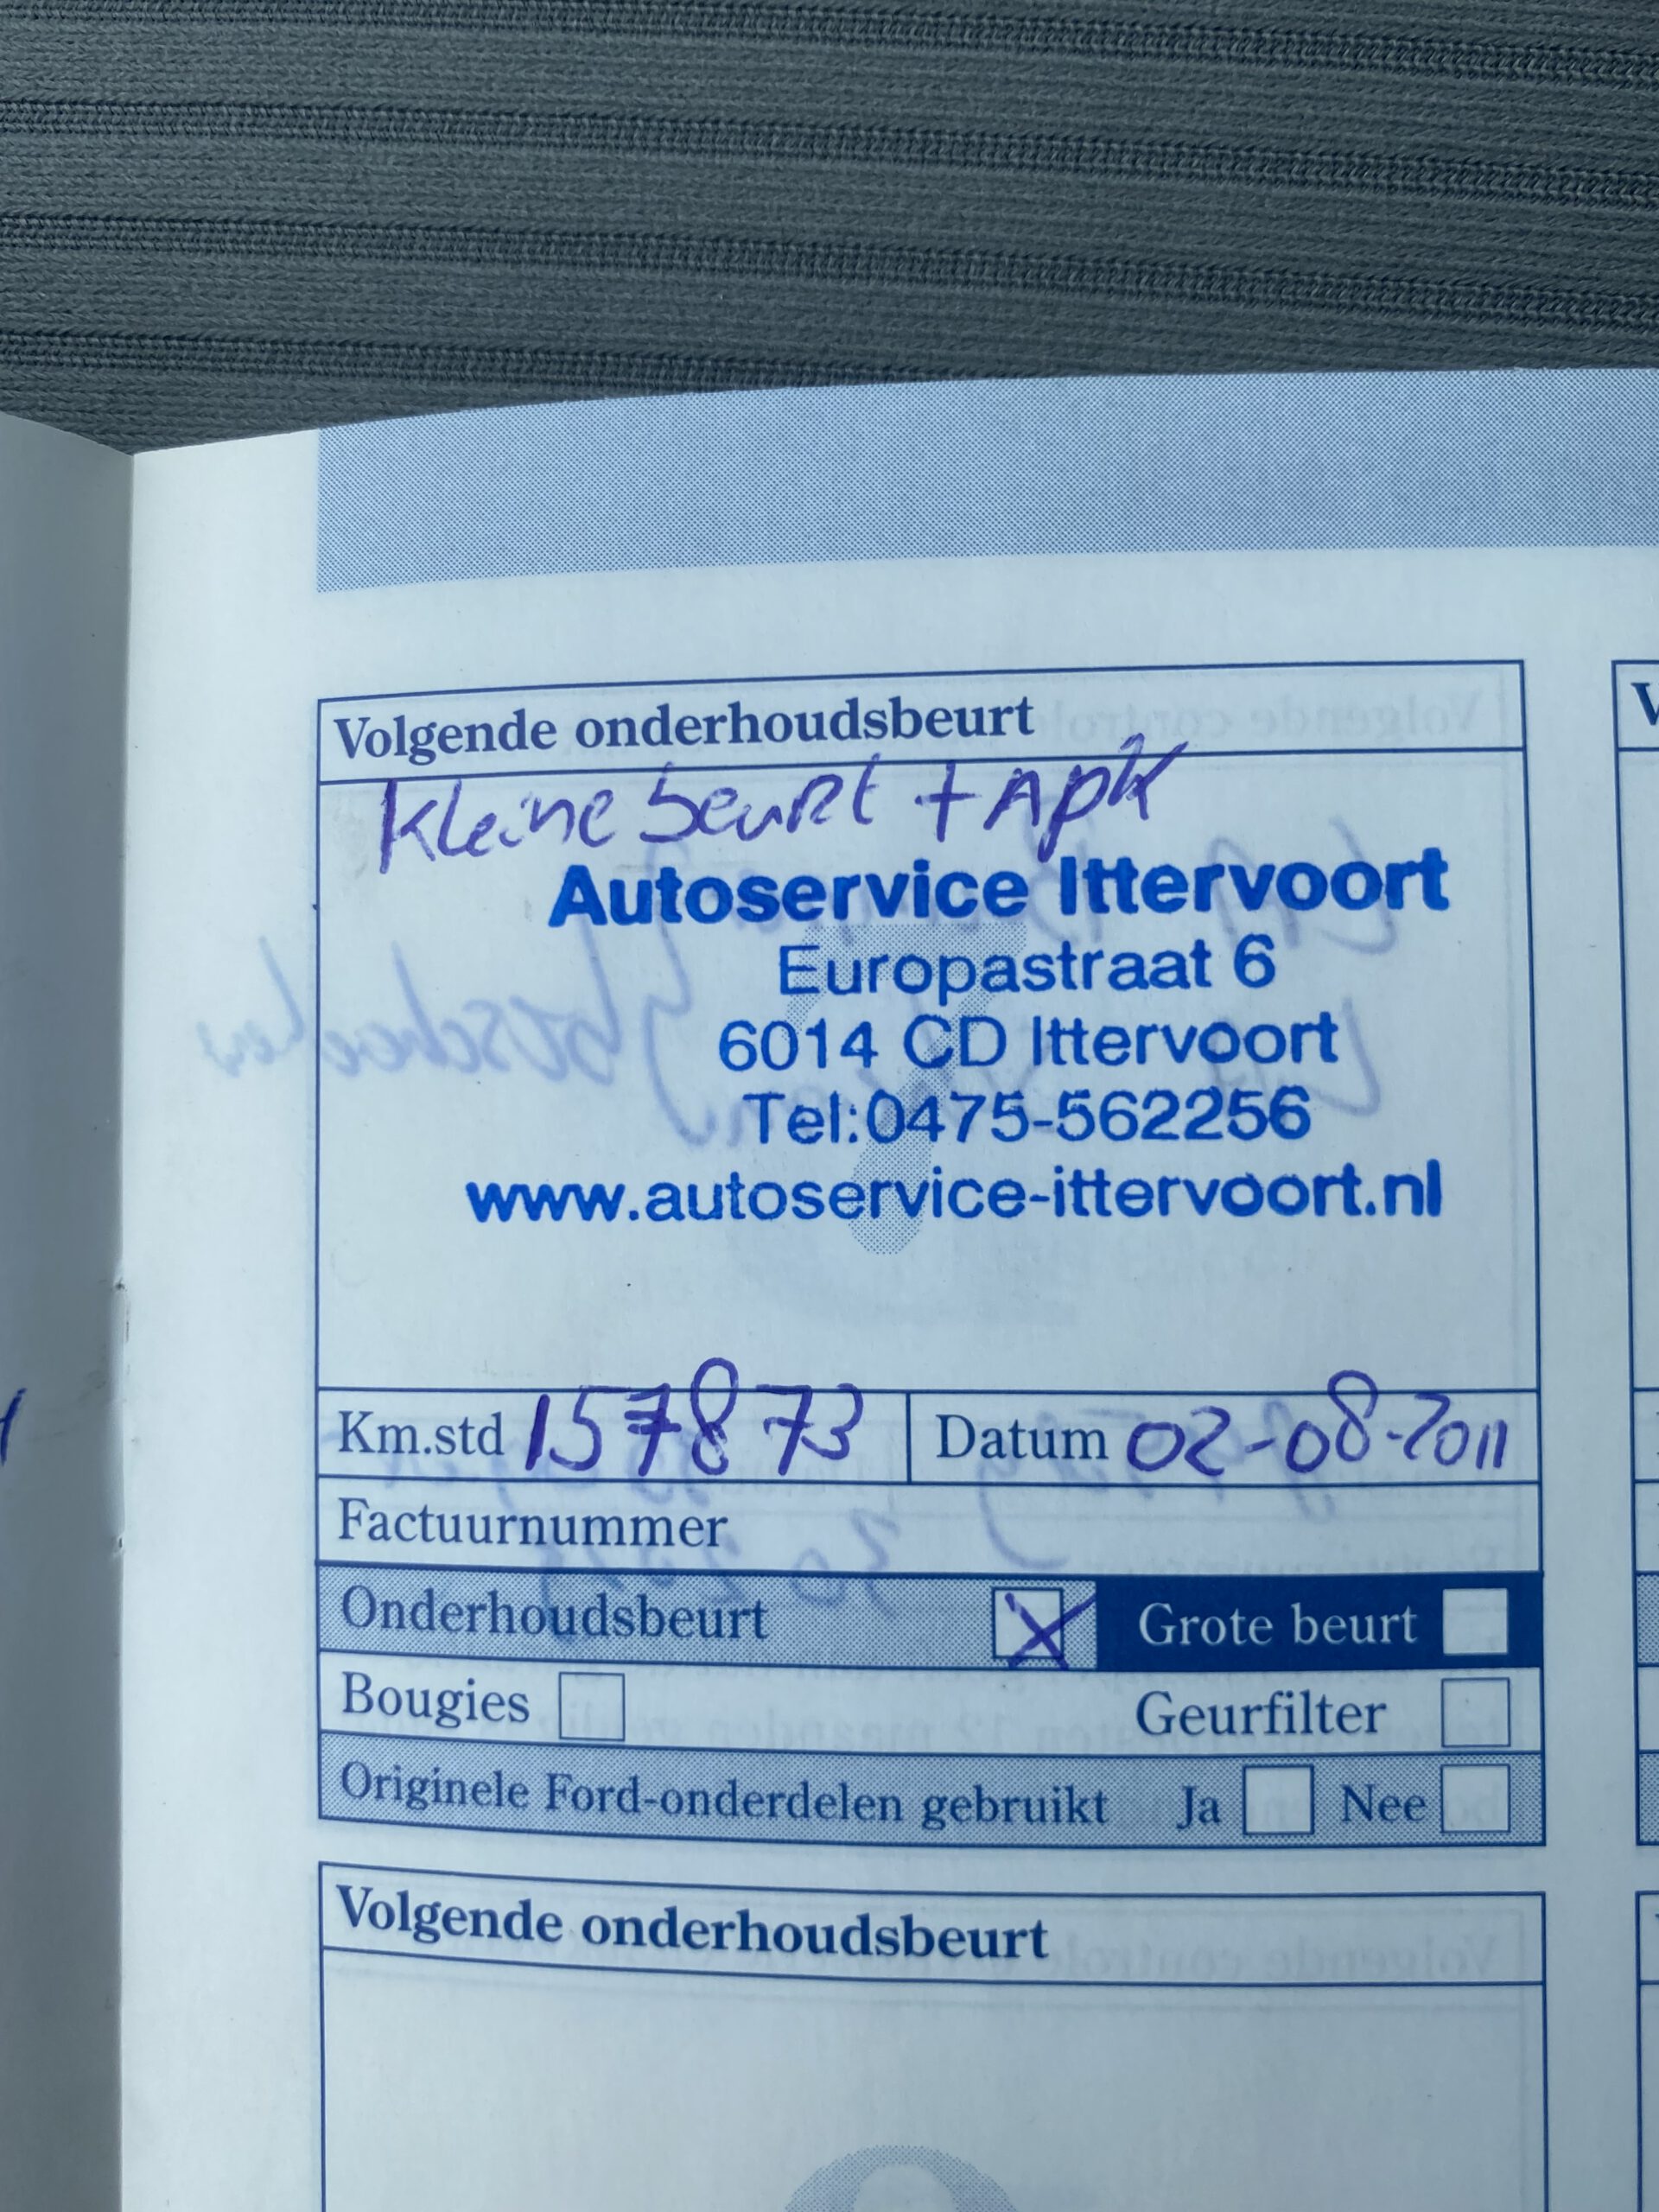 Volgende onderhoudsbeurt
Kleine beurt + APK
Autoservice Ittervoort
Europastraat 6
6014 CD Ittervoort
Tel:0475-562256
www.autoservice-ittervoort.nl
Km.std 157873 Datum 02-08-2011
Factuurnummer
Onderhoudsbeurt Grote beurt
Bougies Geurfilter
Originele Ford-onderdelen gebruikt Ja Nee
Volgende onderhoudsbeurt